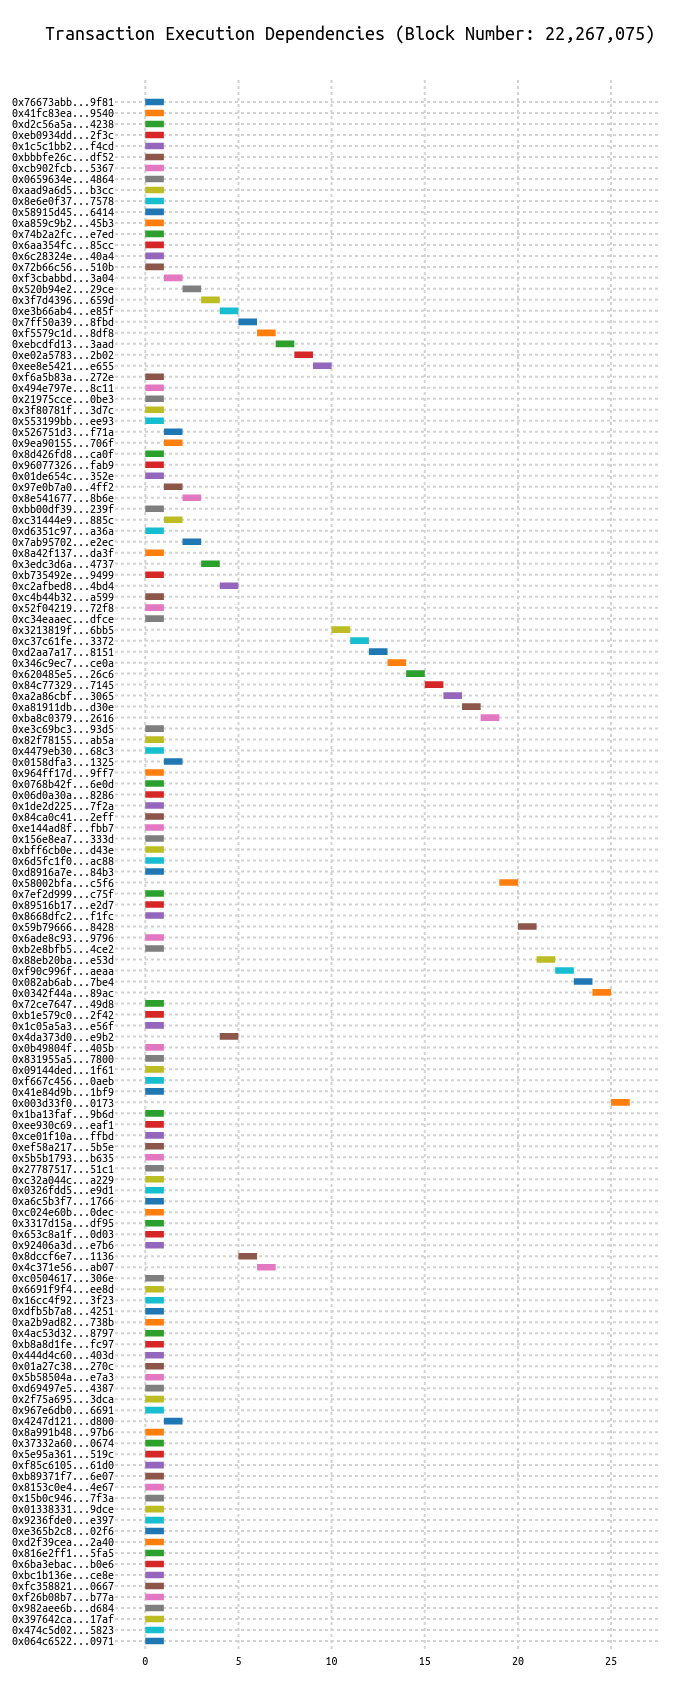 Transaction Execution Dependencies (Block Number: 22,267,075)
0x76673abb...9f81
0x41fc83ea...9540
0xd2c56a5a...4238
0xeb0934dd...2f3c
0x1c5c1bb2...f4cd
0xbbbfe26c...df52
0xcb902fcb...5367
0x0659634e...4864
0xaad9a6d5...b3cc
0x8e6e0f37...7578
0x58915d45...6414
0xa859c9b2...45b3
0x74b2a2fc...e7ed
0x6aa354fc...85cc
0x6c28324e...40a4
0x72b66c56...510b
0xf3cbabbd...3a04
0x520b94e2...29ce
0x3f7d4396...659d
0xe3b66ab4...e85f
0x7ff50a39...8fbd
0xf5579c1d...8df8
0xebcdfd13...3aad
0xe02a5783...2b02
0xee8e5421...e655
0xf6a5b83a...272e
0x494e797e...8c11
0x21975cce...0be3
0x3f80781f...3d7c
0x553199bb...ee93
0x526751d3...f71a
0x9ea90155...706f
0x8d426fd8...ca0f
0x96077326...fab9
0x01de654c...352e
0x97e0b7a0...4ff2
0x8e541677...8b6e
0xbb00df39...239f
0xc31444e9...885c
0xd6351c97...a36a
0x7ab95702...e2ec
0x8a42f137...da3f
0x3edc3d6a...4737
0xb735492e...9499
0xc2afbed8...4bd4
0xc4b44b32...a599
0x52f04219...72f8
0xc34eaaec...dfce
0x3213819f...6bb5
0xc37c61fe...3372
0xd2aa7a17...8151
0x346c9ec7...ce0a
0x620485e5...26c6
0x84c77329...7145
0xa2a86cbf...3065
0xa81911db...d30e
0xba8c0379...2616
0xe3c69bc3...93d5
0x82f78155...ab5a
0x4479eb30...68c3
0x0158dfa3...1325
0x964ff17d...9ff7
0x0768b42f...6e0d
0x06d0a30a...8286
0x1de2d225...7f2a
0x84ca0c41...2eff
0xe144ad8f...fbb7
0x156e8ea7...333d
0xbff6cb0e...d43e
0x6d5fc1f0...ac88
0xd8916a7e...84b3
0x58002bfa...c5f6
0x7ef2d999...c75f
0x89516b17...e2d7
0x8668dfc2...f1fc
0x59b79666...8428
0x6ade8c93...9796
0xb2e8bfb5...4ce2
0x88eb20ba...e53d
0xf90c996f...aeaa
0x082ab6ab...7be4
0x0342f44a...89ac
0x72ce7647...49d8
0xb1e579c0...2f42
0x1c05a5a3...e56f
0x4da373d0...e9b2
0x0b49804f...405b
0x831955a5...7800
0x09144ded...1f61
0xf667c456...0aeb
0x41e84d9b...1bf9
0x003d33f0...0173
0x1ba13faf...9b6d
0xee930c69...eaf1
0xce01f10a...ffbd
0xef58a217...5b5e
0x5b5b1793...b635
0x27787517...51c1
0xc32a044c...a229
0x0326fdd5...e9d1
0xa6c5b3f7...1766
0xc024e60b...0dec
0x3317d15a...df95
0x653c8a1f...0d03
0x92406a3d...e7b6
0x8dccf6e7...1136
0x4c371e56...ab07
0xc0504617...306e
0x6691f9f4...ee8d
0x16cc4f92...3f23
0xdfb5b7a8...4251
0xa2b9ad82...738b
0x4ac53d32...8797
0xb8a8d1fe...fc97
0x444d4c60...403d
0x01a27c38...270c
0x5b58504a...e7a3
0xd69497e5...4387
0x2f75a695...3dca
0x967e6db0...6691
0x4247d121...d800
0x8a991b48...97b6
0x37332a60...0674
0x5e95a361...519c
0xf85c6105...61d0
0xb89371f7...6e07
0x8153c0e4...4e67
0x15b0c946...7f3a
0x01338331...9dce
0x9236fde0...e397
0xe365b2c8...02f6
0xd2f39cea...2a40
0x816e2ff1...5fa5
0x6ba3ebac...b0e6
0xbc1b136e...ce8e
0xfc358821...0667
0xf26b08b7...b77a
0x982aee6b...d684
0x397642ca...17af
0x474c5d02...5823
0x064c6522...0971
0 5 10 15 20 25